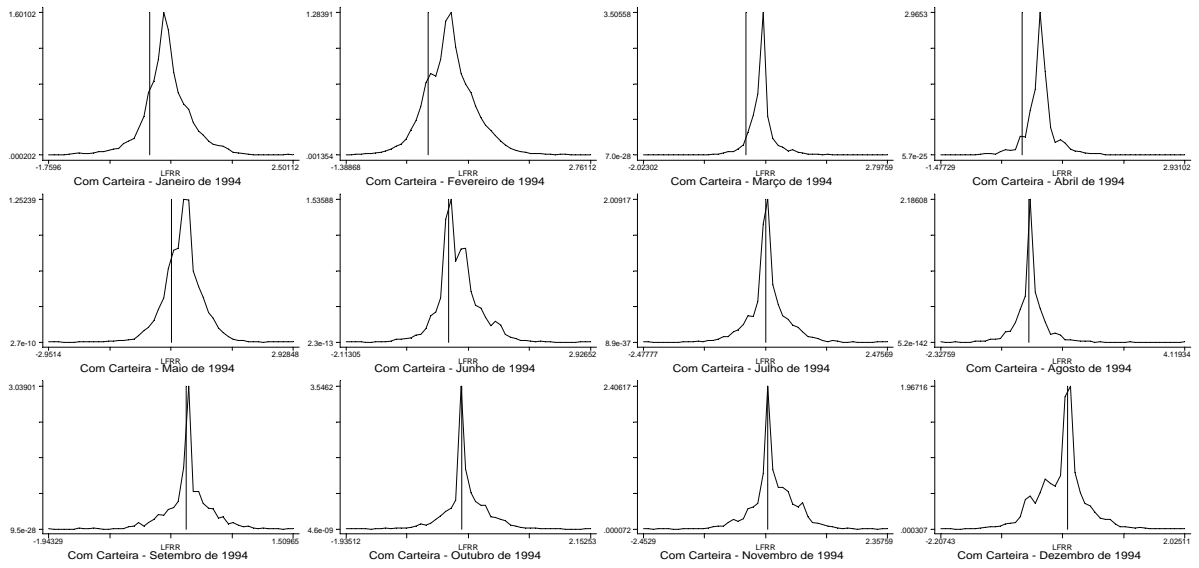 1.60102
.000202
-1.7596
LFRR
2.50112
Com Carteira - Janeiro de 1994
1.28391
.001354
-1.38868
LFRR
2.76112
Com Carteira - Fevereiro de 1994
3.50558
7.0e-28
-2.02302
LFRR
2.79759
Com Carteira - Março de 1994
2.9653
5.7e-25
-1.47729
LFRR
2.93102
Com Carteira - Abril de 1994
1.25239
2.7e-10
-2.9514
LFRR
2.92848
Com Carteira - Maio de 1994
1.53588
2.3e-13
-2.11305
LFRR
2.92652
Com Carteira - Junho de 1994
2.00917
8.9e-37
-2.47777
LFRR
2.47569
Com Carteira - Julho de 1994
2.18608
5.2e-142
-2.32759
LFRR
4.11934
Com Carteira - Agosto de 1994
3.03901
9.5e-28
-1.94329
LFRR
1.50965
Com Carteira - Setembro de 1994
3.5462
4.6e-09
-1.93512
LFRR
2.15253
Com Carteira - Outubro de 1994
2.40617
.000072
-2.4529
LFRR
2.35759
Com Carteira - Novembro de 1994
1.96716
.000307
-2.20743
LFRR
2.02511
Com Carteira - Dezembro de 1994